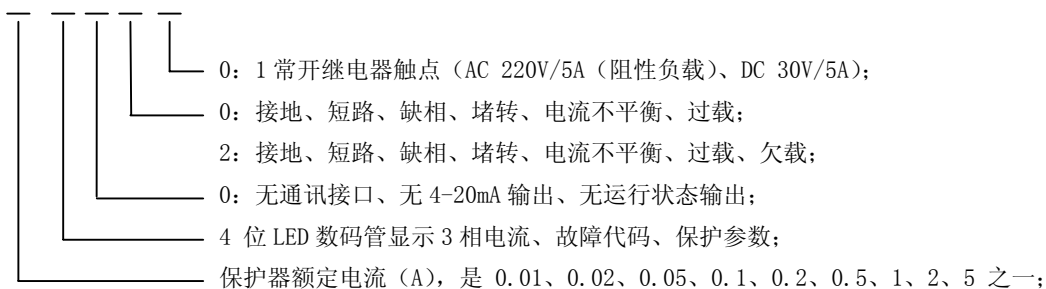 0：1 常开继电器触点（AC 220V/5A（阻性负载）、DC 30V/5A）；
0：接地、短路、缺相、堵转、电流不平衡、过载；
2：接地、短路、缺相、堵转、电流不平衡、过载、欠载；
0：无通讯接口、无 4-20mA 输出、无运行状态输出；
4 位 LED 数码管显示 3 相电流、故障代码、保护参数；
保护器额定电流（A），是 0.01、0.02、0.05、0.1、0.2、0.5、1、2、5 之一；